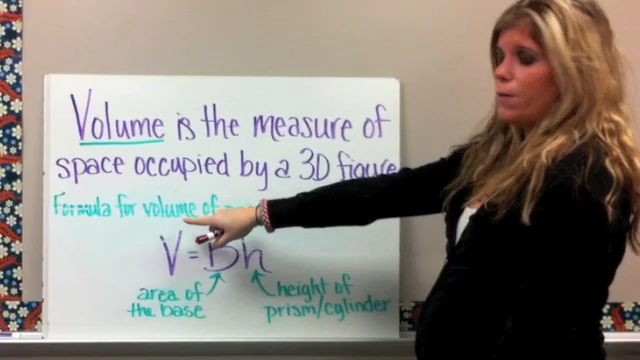 Volume is the measure of
space occupied by a 3D figure
Formula for volume of
V = Bh
area of
the base
height of
prism/cylinder